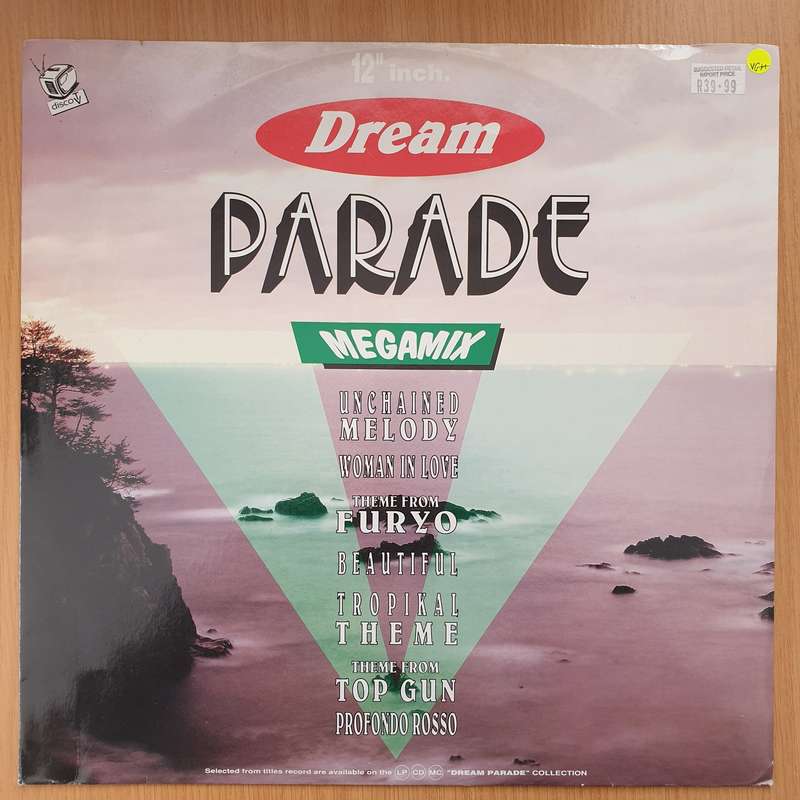 12" inch.
disco V
SUGGESTED RETAIL
IMPORT PRICE
R39-99
VG+
Dream
PARADE
MEGAMIX
UNCHAINED
MELODY
WOMAN IN LOVE
THEME FROM
FURYO
BEAUTIFUL
TROPIKAL
THEME
THEME FROM
TOP GUN
PROFONDO ROSSO
Selected from titles record are available on the LP CD MC "DREAM PARADE" COLLECTION